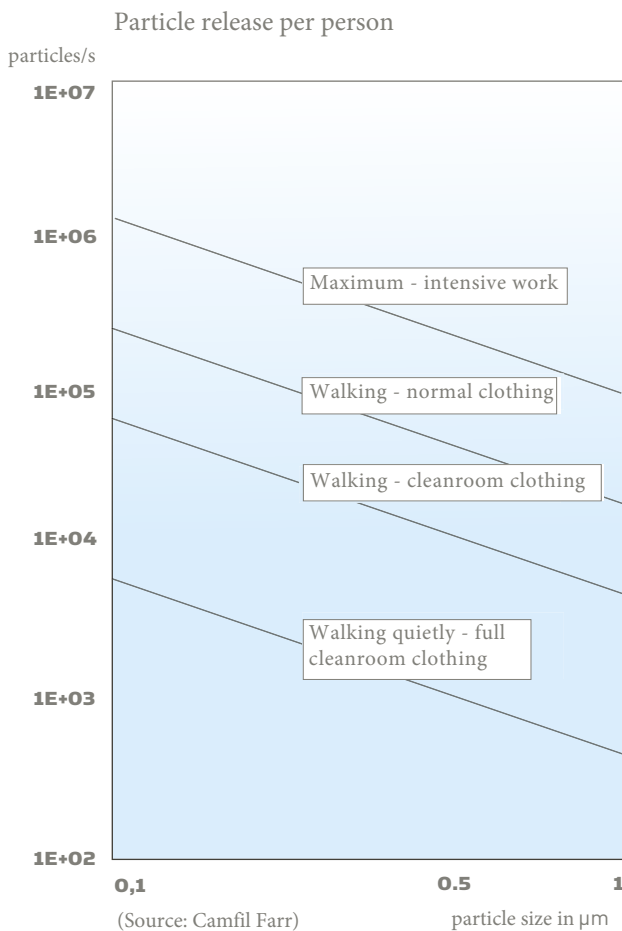 Particle release per person
particles/s
1E+07
1E+06
Maximum - intensive work
1E+05
Walking - normal clothing
Walking - cleanroom clothing
1E+04
Walking quietly - full
cleanroom clothing
1E+03
1E+02
0,1 0.5 1
(Source: Camfil Farr) particle size in µm